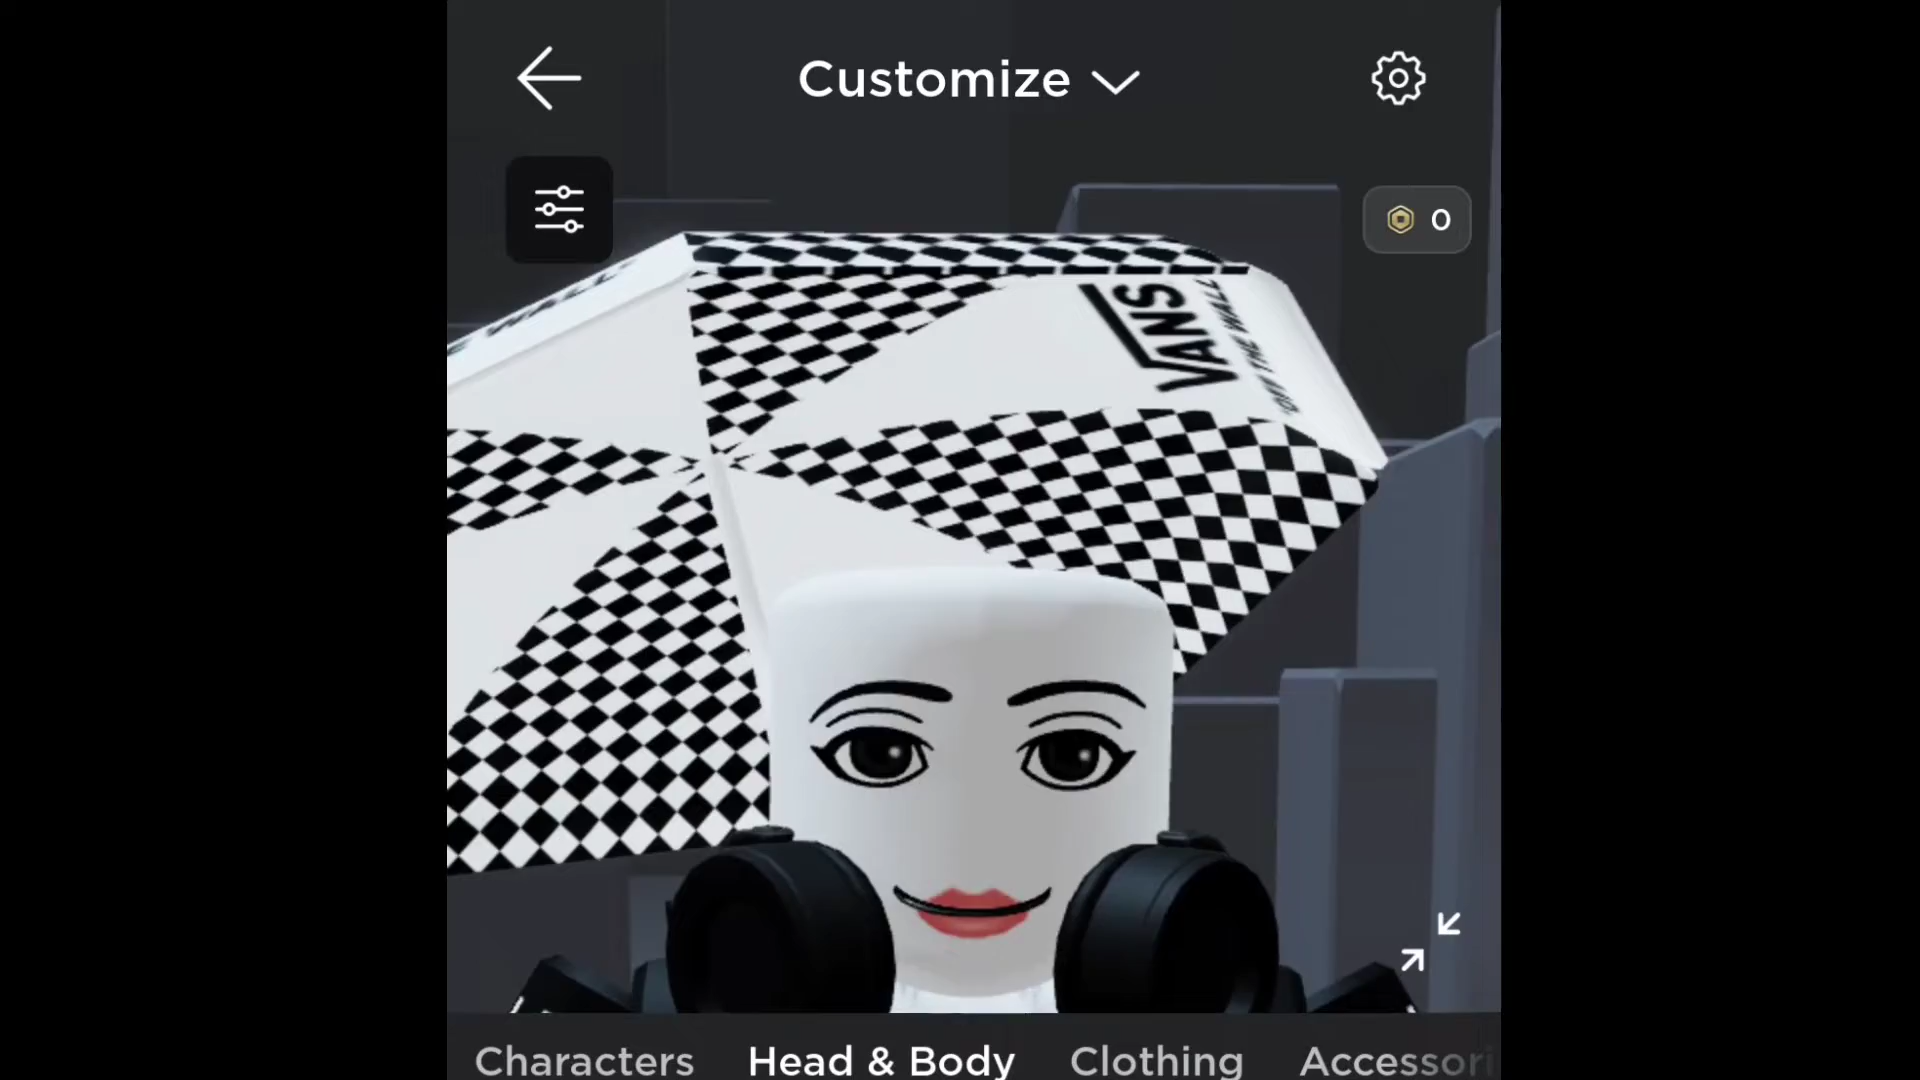 Customize
0
VANS
"OFF THE WALL"
Characters
Head & Body
Clothing
Accessori